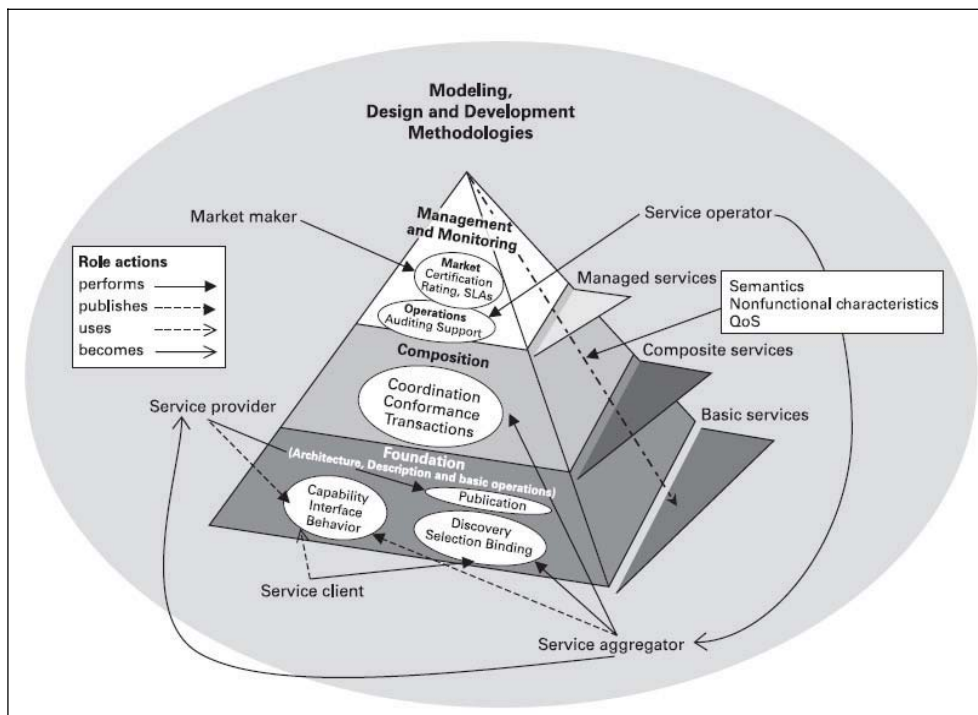 Modeling,
Design and Development
Methodologies
Market maker
Service operator
Management
and Monitoring
Role actions
performs
publishes
uses
becomes
Market
Certification
Rating, SLAs
Managed services
Semantics
Nonfunctional characteristics
QoS
Operations
Auditing Support
Composition
Composite services
Coordination
Conformance
Transactions
Service provider
Basic services
Foundation
(Architecture, Description and basic operations)
Capability
Interface
Behavior
Publication
Discovery
Selection Binding
Service client
Service aggregator